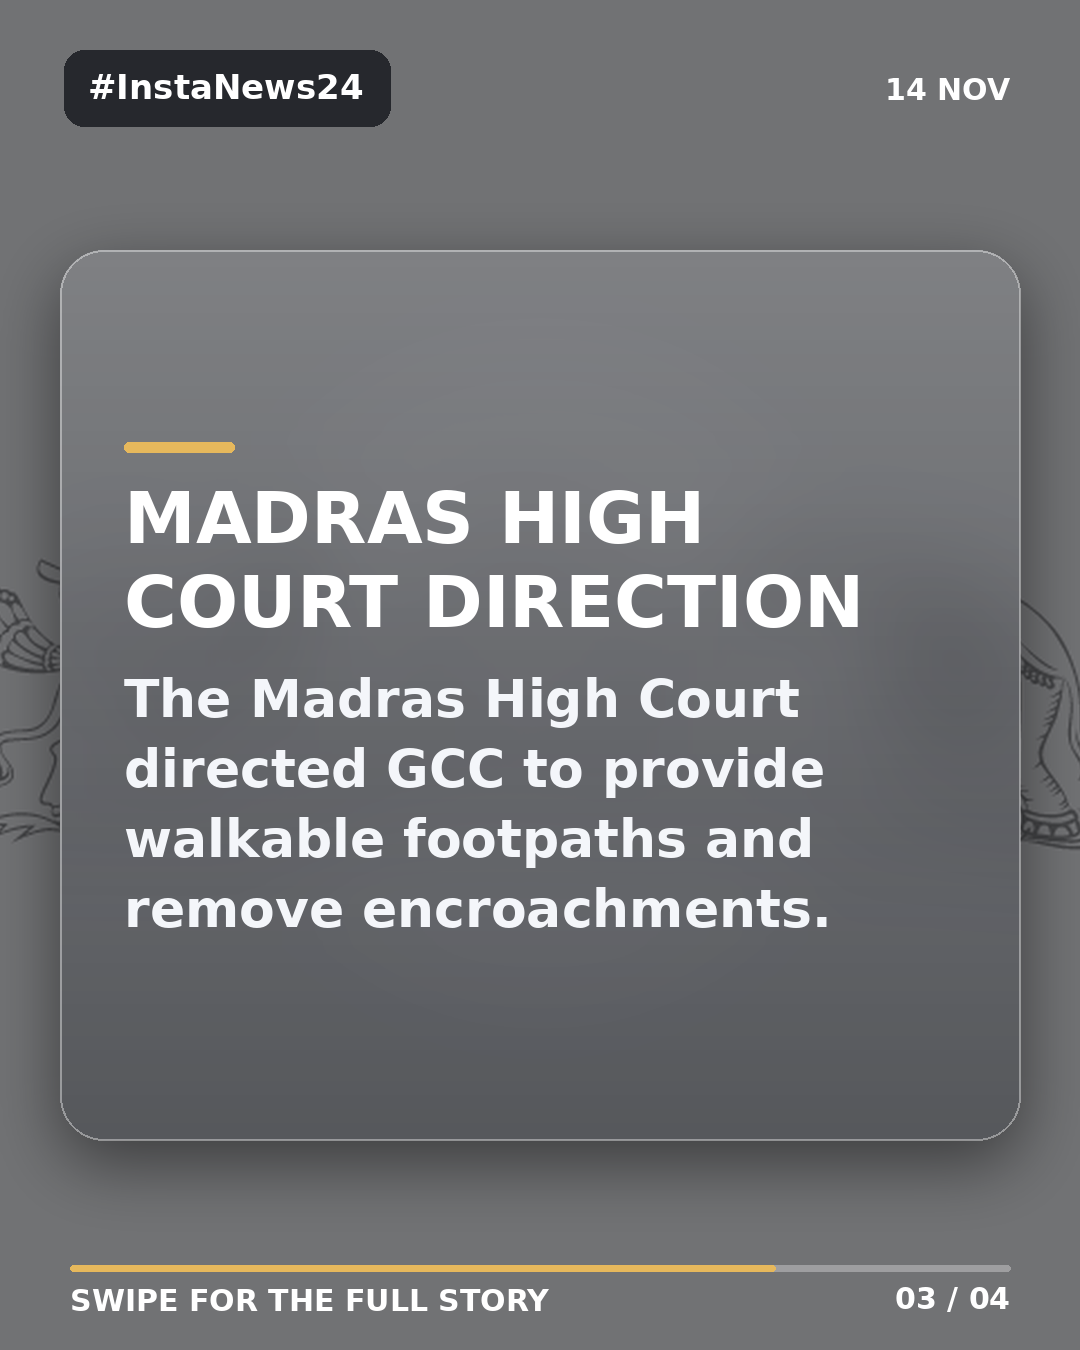 #InstaNews24
14 NOV
MADRAS HIGH
COURT DIRECTION
The Madras High Court
directed GCC to provide
walkable footpaths and
remove encroachments.
SWIPE FOR THE FULL STORY
03 / 04